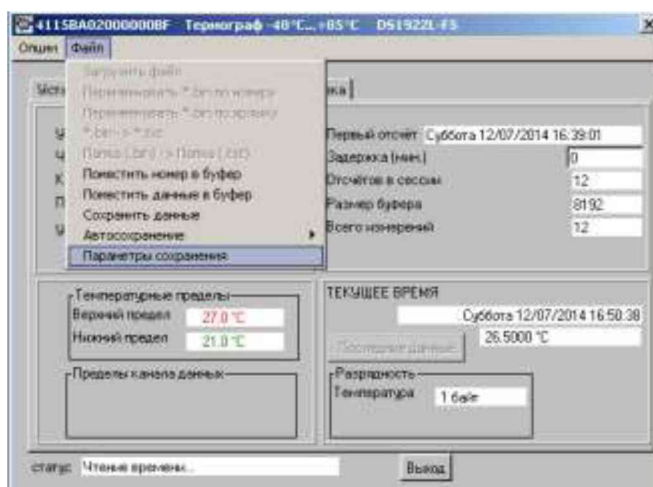 4115BA02000000BF Термограф -40°C...+85°C DS1922L-F5
Опции Файл
Загрузить файл
Переименовать *.bin по номеру
Переименовать *.bin по
*.bin -> *.txt
Папка (.bin) -> Папка (.txt)
Поместить номер в буфер
Поместить данные в буфер
Сохранить данные
Автосохранение
Параметры сохранения
Первый отсчёт Суббота 12/07/2014 16:39:01
Задержка (мин.) 0
Отсчётов в сессии 12
Размер буфера 8192
Всего измерений 12
Температурные пределы
Верхний предел 27.0 °C
Нижний предел 21.0 °C
Пределы канала данных
ТЕКУЩЕЕ ВРЕМЯ
Суббота 12/07/2014 16:50:38
Последние данные 26.5000 °C
Разрядность
Температура 1 байт
статус Чтение времени...
Выход